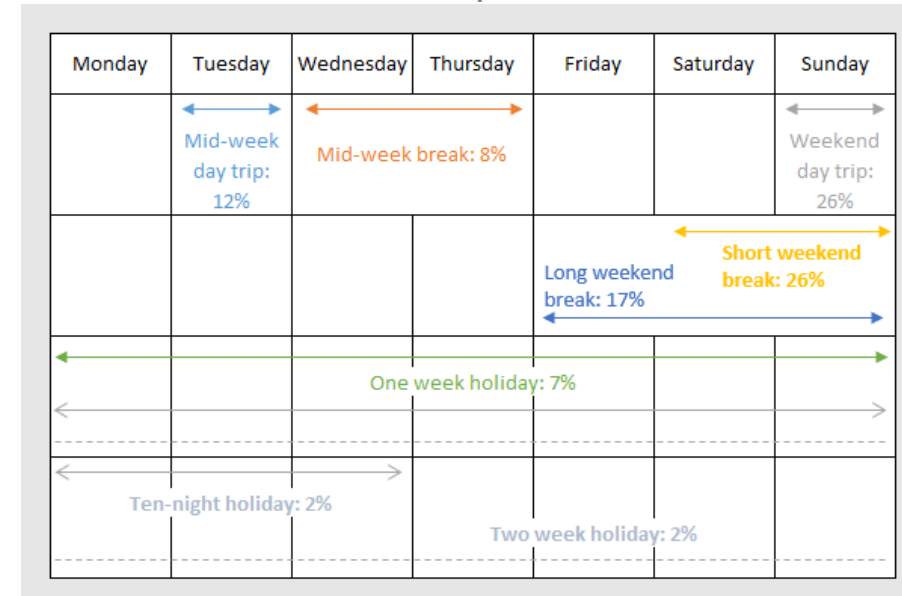 Monday Tuesday Wednesday Thursday Friday Saturday Sunday
Mid-week
day trip:
12%
Mid-week break: 8%
Weekend
day trip:
26%
Short weekend
break: 26%
Long weekend
break: 17%
One week holiday: 7%
Ten-night holiday: 2%
Two week holiday: 2%